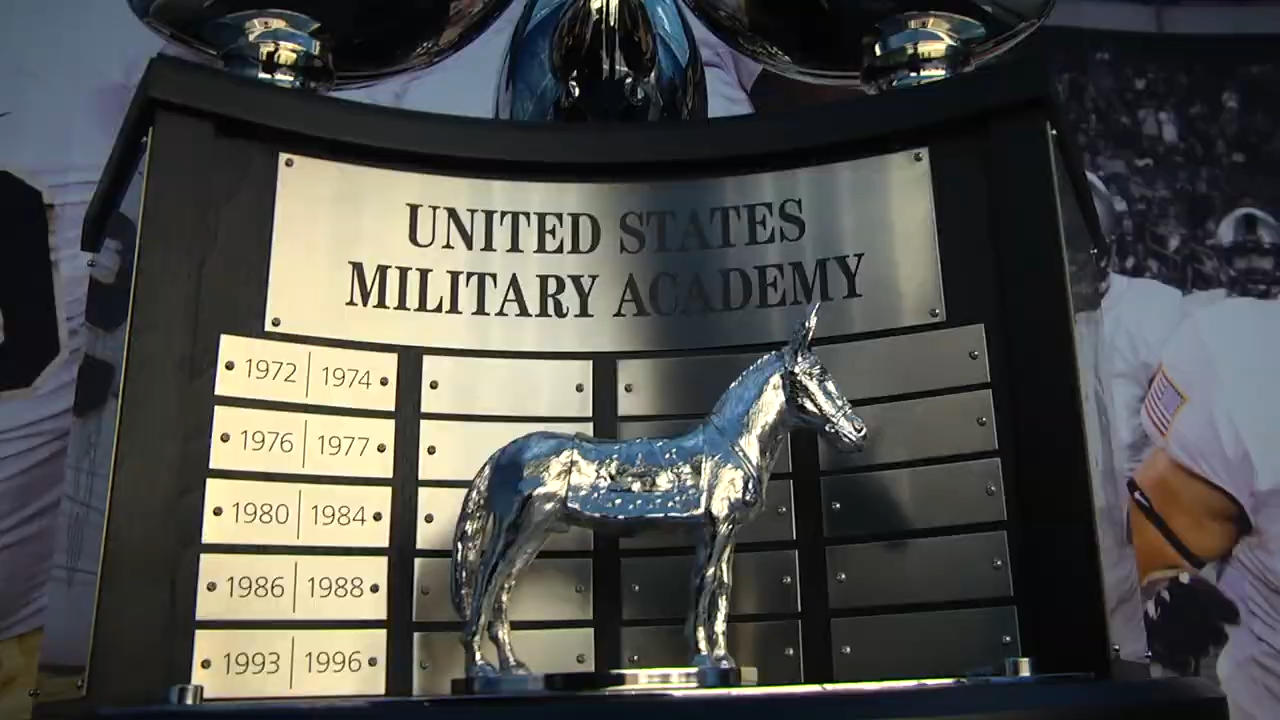 UNITED STATES
MILITARY ACADEMY
1972 | 1974
1976 | 1977
1980 | 1984
1986 | 1988
1993 | 1996